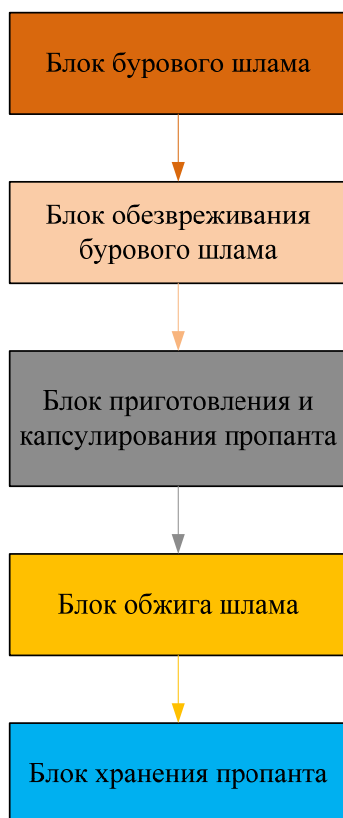 Блок бурового шлама
Блок обезвреживания
бурового шлама
Блок приготовления и
капсулирования пропанта
Блок обжига шлама
Блок хранения пропанта